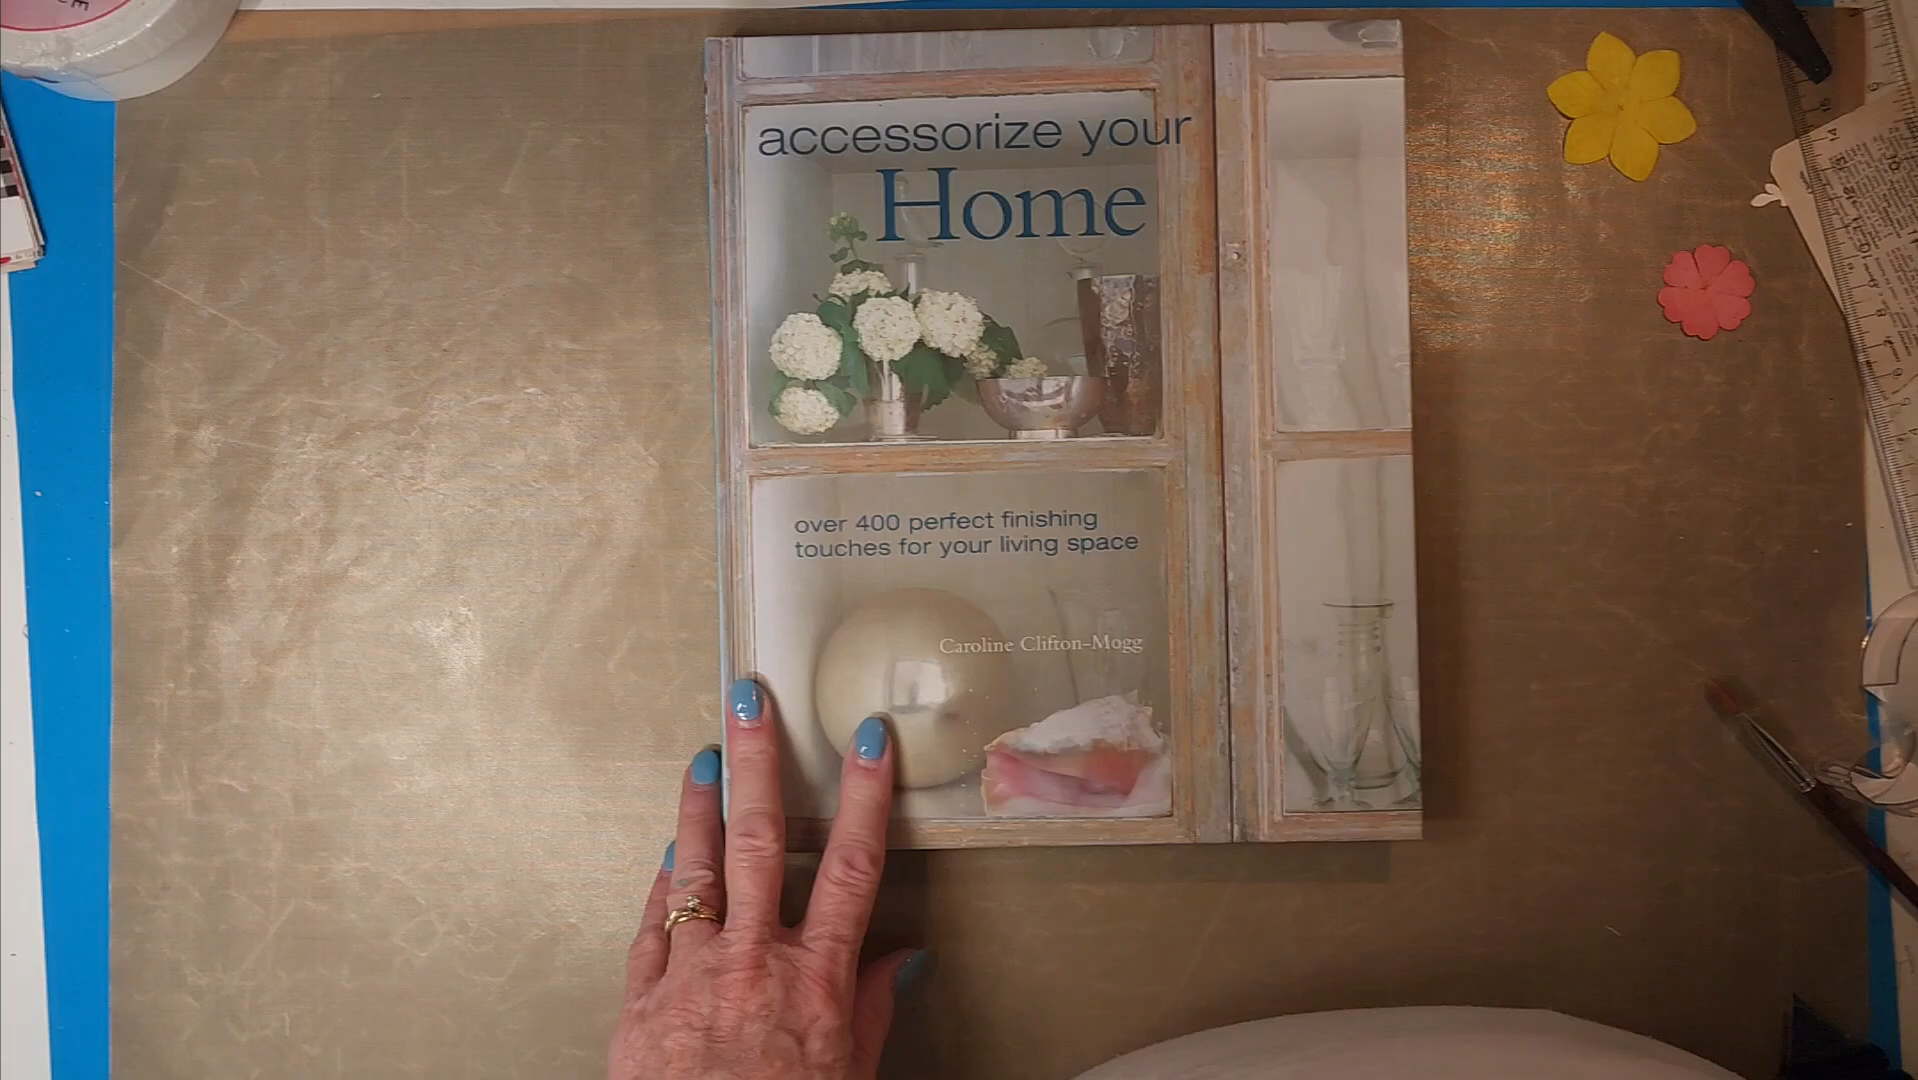 accessorize your
Home
over 400 perfect finishing
touches for your living space
Caroline Clifton-Mogg